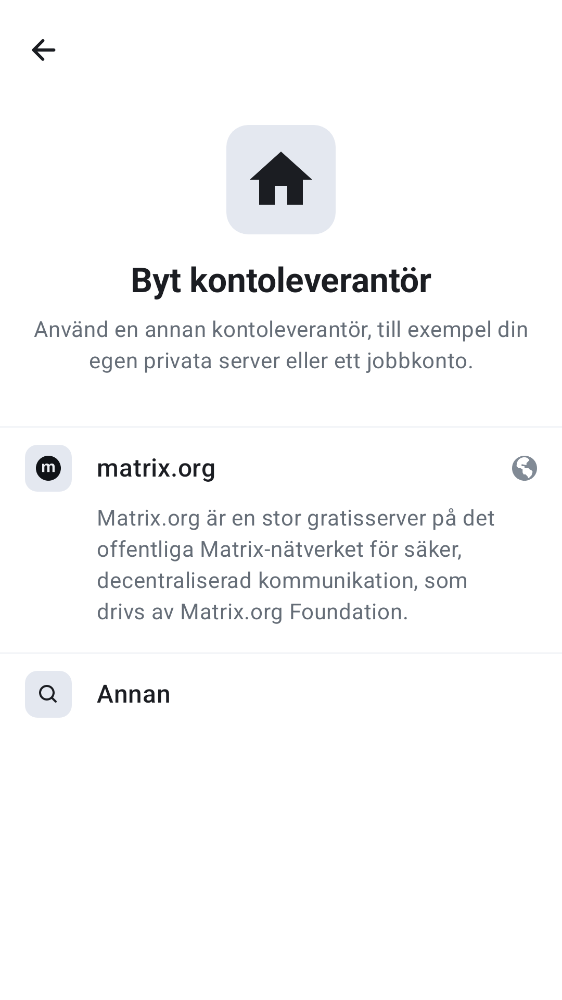 Byt kontoleverantör
Använd en annan kontoleverantör, till exempel din
egen privata server eller ett jobbkonto.
m
matrix.org
Matrix.org är en stor gratisserver på det
offentliga Matrix-nätverket för säker,
decentraliserad kommunikation, som
drivs av Matrix.org Foundation.
Annan